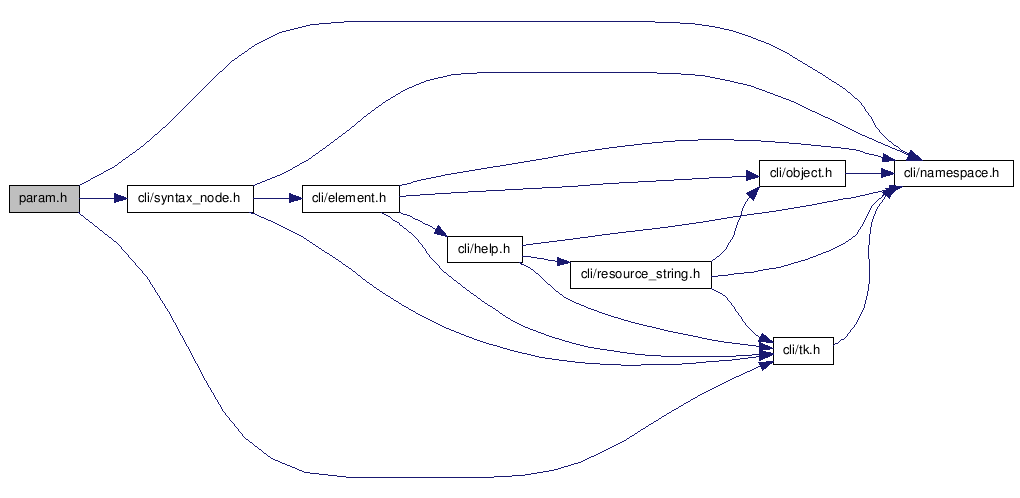 param.h
cli/syntax_node.h
cli/element.h
cli/help.h
cli/resource_string.h
cli/object.h
cli/tk.h
cli/namespace.h